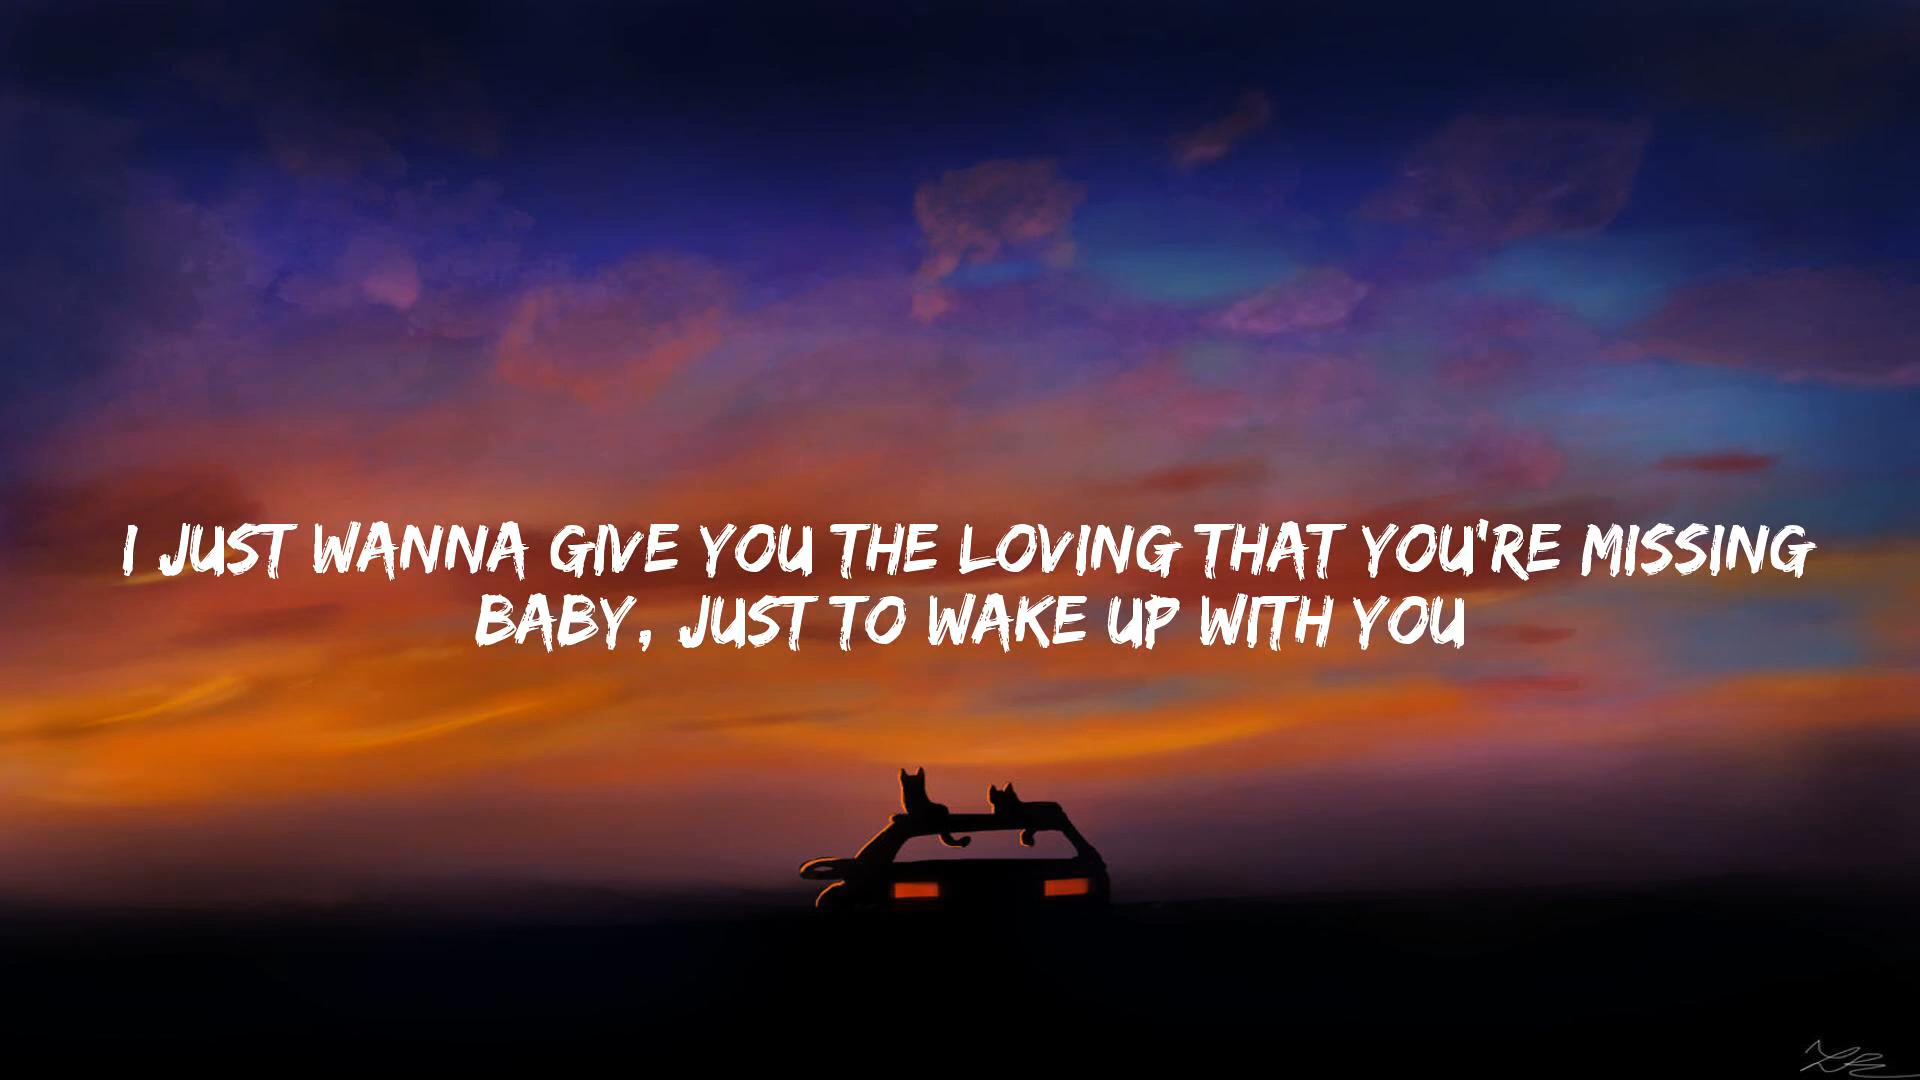 I JUST WANNA GIVE YOU THE LOVING THAT YOU'RE MISSING
BABY, JUST TO WAKE UP WITH YOU